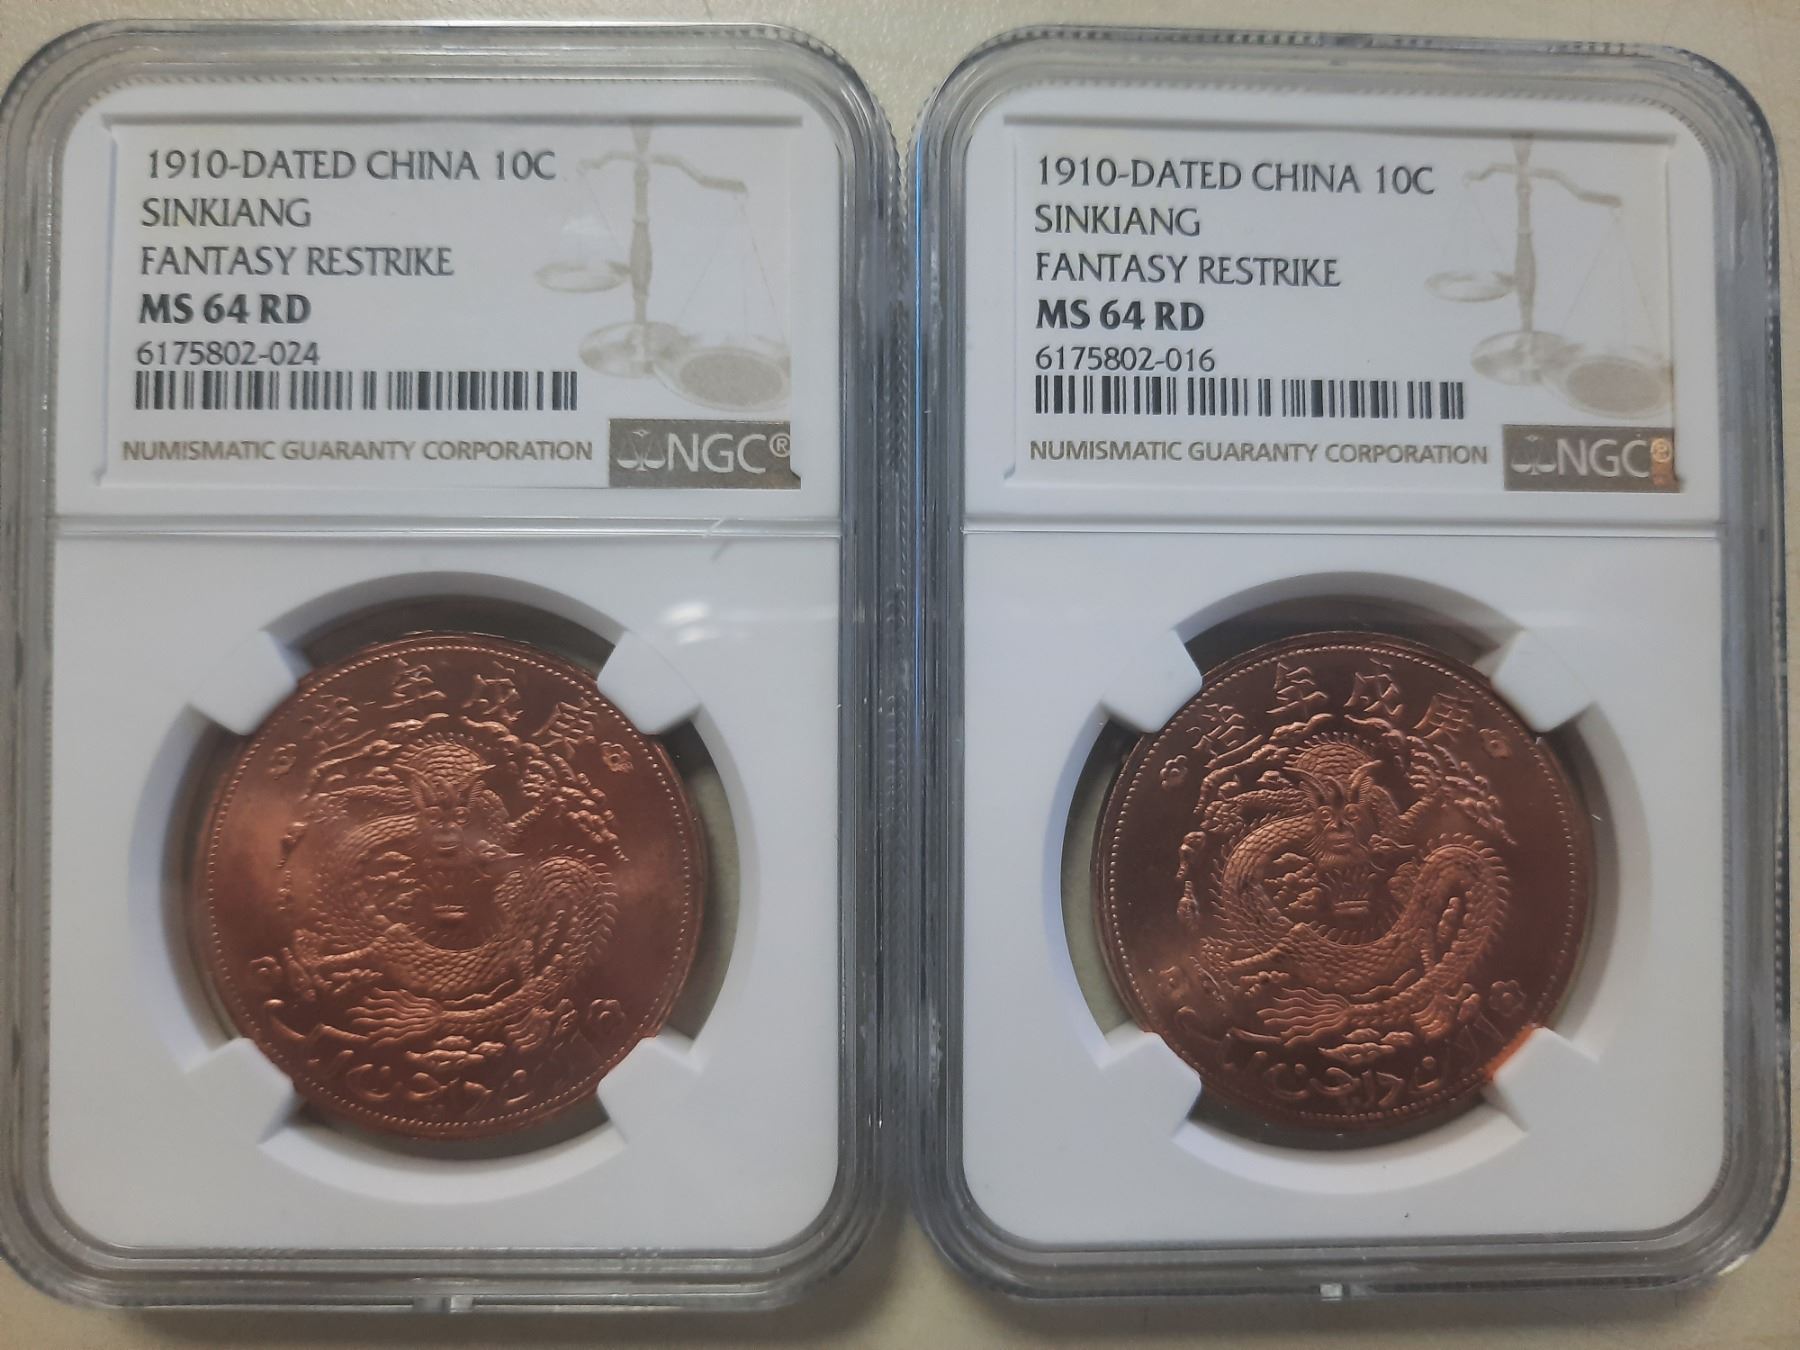 1910-DATED CHINA 10C
SINKIANG
FANTASY RESTRIKE
MS 64 RD
6175802-024
NUMISMATIC GUARANTY CORPORATION NGC®
造年戌庚
1910-DATED CHINA 10C
SINKIANG
FANTASY RESTRIKE
MS 64 RD
6175802-016
NUMISMATIC GUARANTY CORPORATION NGC®
造年戌庚